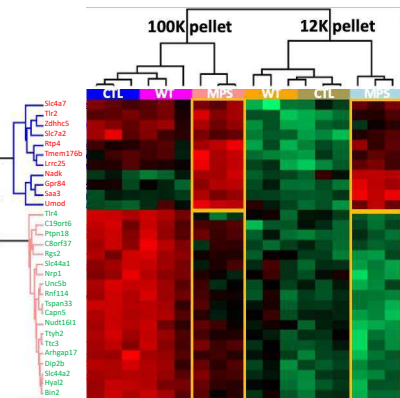 100K pellet 12K pellet
CTL WT MPS WT CTL MPS
Slc4a7
Tlr2
Zdhhc5
Slc7a2
Rtp4
Tmem176b
Lrrc25
Nadk
Gpr84
Saa3
Umod
Tlr4
C19orf6
Ptpn18
C8orf37
Rgs2
Slc44a1
Nrp1
Unc5b
Rnf114
Tspan33
Capn5
Nudt16l1
Ttyh2
Ttc3
Arhgap17
Dip2b
Slc44a2
Hyal2
Bin2